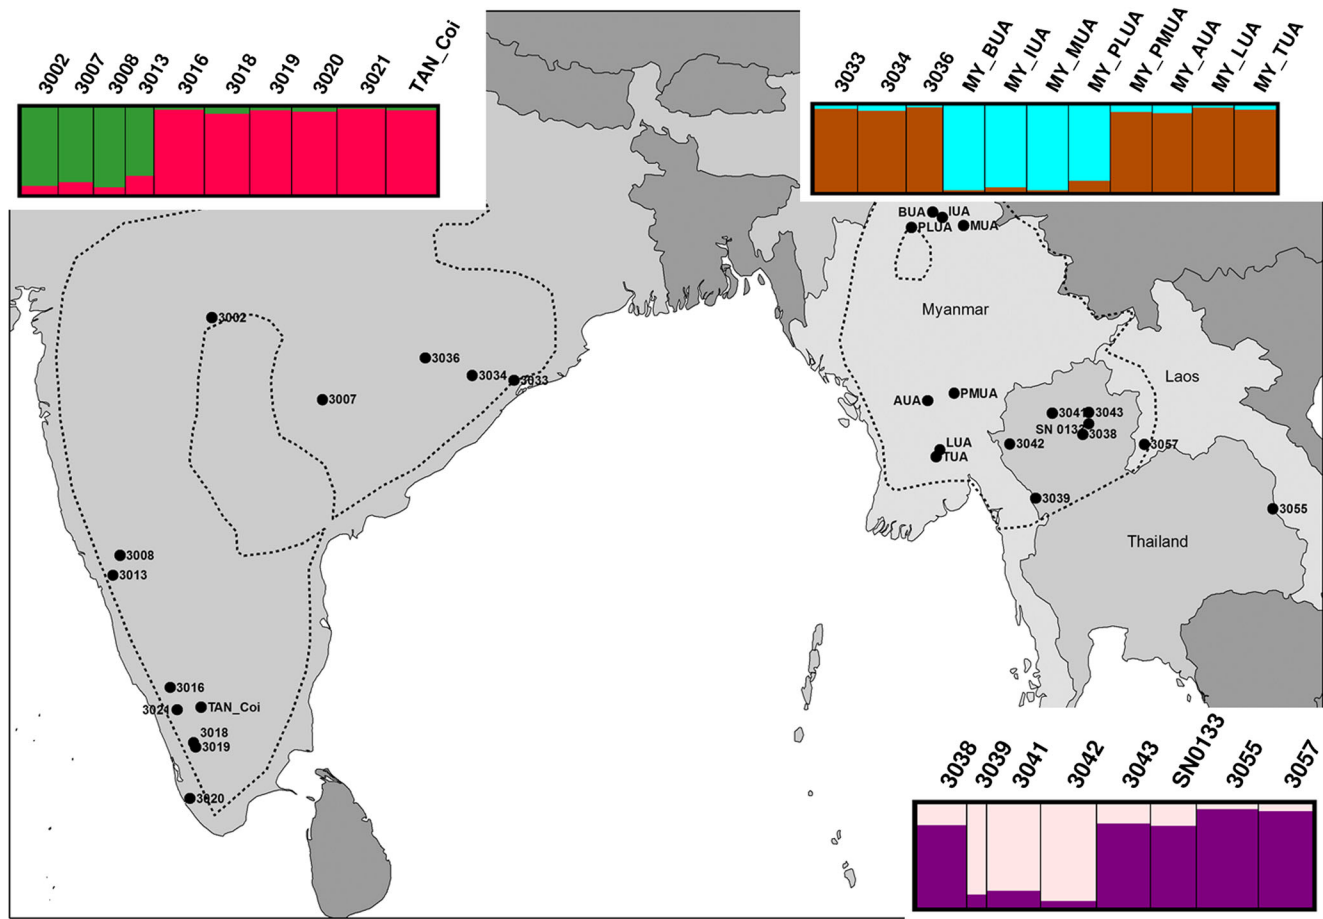 3002 3007 3008 3013 3016 3018 3019 3020 3021 TAN_Coi
3033 3034 3036 MY_BUA MY_IUA MY_MUA MY_PLUA MY_PMUA MY_AUA MY_LUA MY_TUA
BUA IUA
PLUA MUA
Myanmar
3002
3036
3034 3033
Laos
3007
AUA PMUA
3041 3043
SN 0133
3038
LUA
TUA
3042
3057
3039
3055
Thailand
3008
3013
3016
3021 TAN_Coi
3018
3019
3020
3038 3039 3041 3042 3043 SN0133 3055 3057